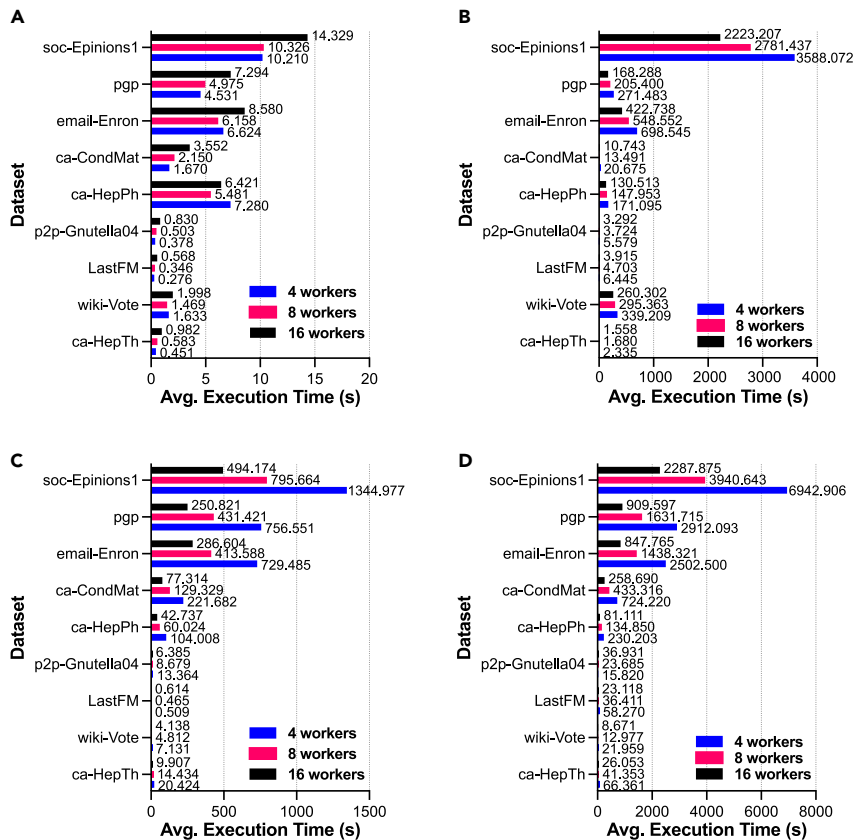 A
soc-Epinions1
14.329
10.326
10.210
pgp
7.294
4.975
4.531
email-Enron
8.580
6.158
6.624
ca-CondMat
3.552
2.150
1.670
ca-HepPh
6.421
5.481
7.280
p2p-Gnutella04
0.830
0.503
0.378
LastFM
0.568
0.346
0.276
wiki-Vote
1.998
1.469
1.633
ca-HepTh
0.982
0.583
0.451
Dataset
4 workers
8 workers
16 workers
0 5 10 15 20
Avg. Execution Time (s)
B
soc-Epinions1
2223.207
2781.437
3588.072
pgp
168.288
205.400
271.483
email-Enron
422.738
548.552
698.545
ca-CondMat
10.743
13.491
20.675
ca-HepPh
130.513
147.953
171.095
p2p-Gnutella04
3.292
3.724
5.579
LastFM
3.915
4.703
6.445
wiki-Vote
260.302
295.363
339.209
ca-HepTh
1.558
1.680
2.335
Dataset
4 workers
8 workers
16 workers
0 1000 2000 3000 4000
Avg. Execution Time (s)
C
soc-Epinions1
494.174
795.664
1344.977
pgp
250.821
431.421
756.551
email-Enron
286.604
413.588
729.485
ca-CondMat
77.314
129.329
221.682
ca-HepPh
42.737
60.024
104.008
p2p-Gnutella04
6.385
8.679
13.364
LastFM
0.614
0.465
0.509
wiki-Vote
4.138
4.812
7.131
ca-HepTh
9.907
14.434
20.424
Dataset
4 workers
8 workers
16 workers
0 500 1000 1500
Avg. Execution Time (s)
D
soc-Epinions1
2287.875
3940.643
6942.906
pgp
909.597
1631.715
2912.093
email-Enron
847.765
1438.321
2502.500
ca-CondMat
258.690
433.316
724.220
ca-HepPh
81.111
134.850
230.203
p2p-Gnutella04
36.931
23.685
15.820
LastFM
23.118
36.411
58.270
wiki-Vote
8.671
12.977
21.959
ca-HepTh
26.053
41.353
66.361
Dataset
4 workers
8 workers
16 workers
0 2000 4000 6000 8000
Avg. Execution Time (s)